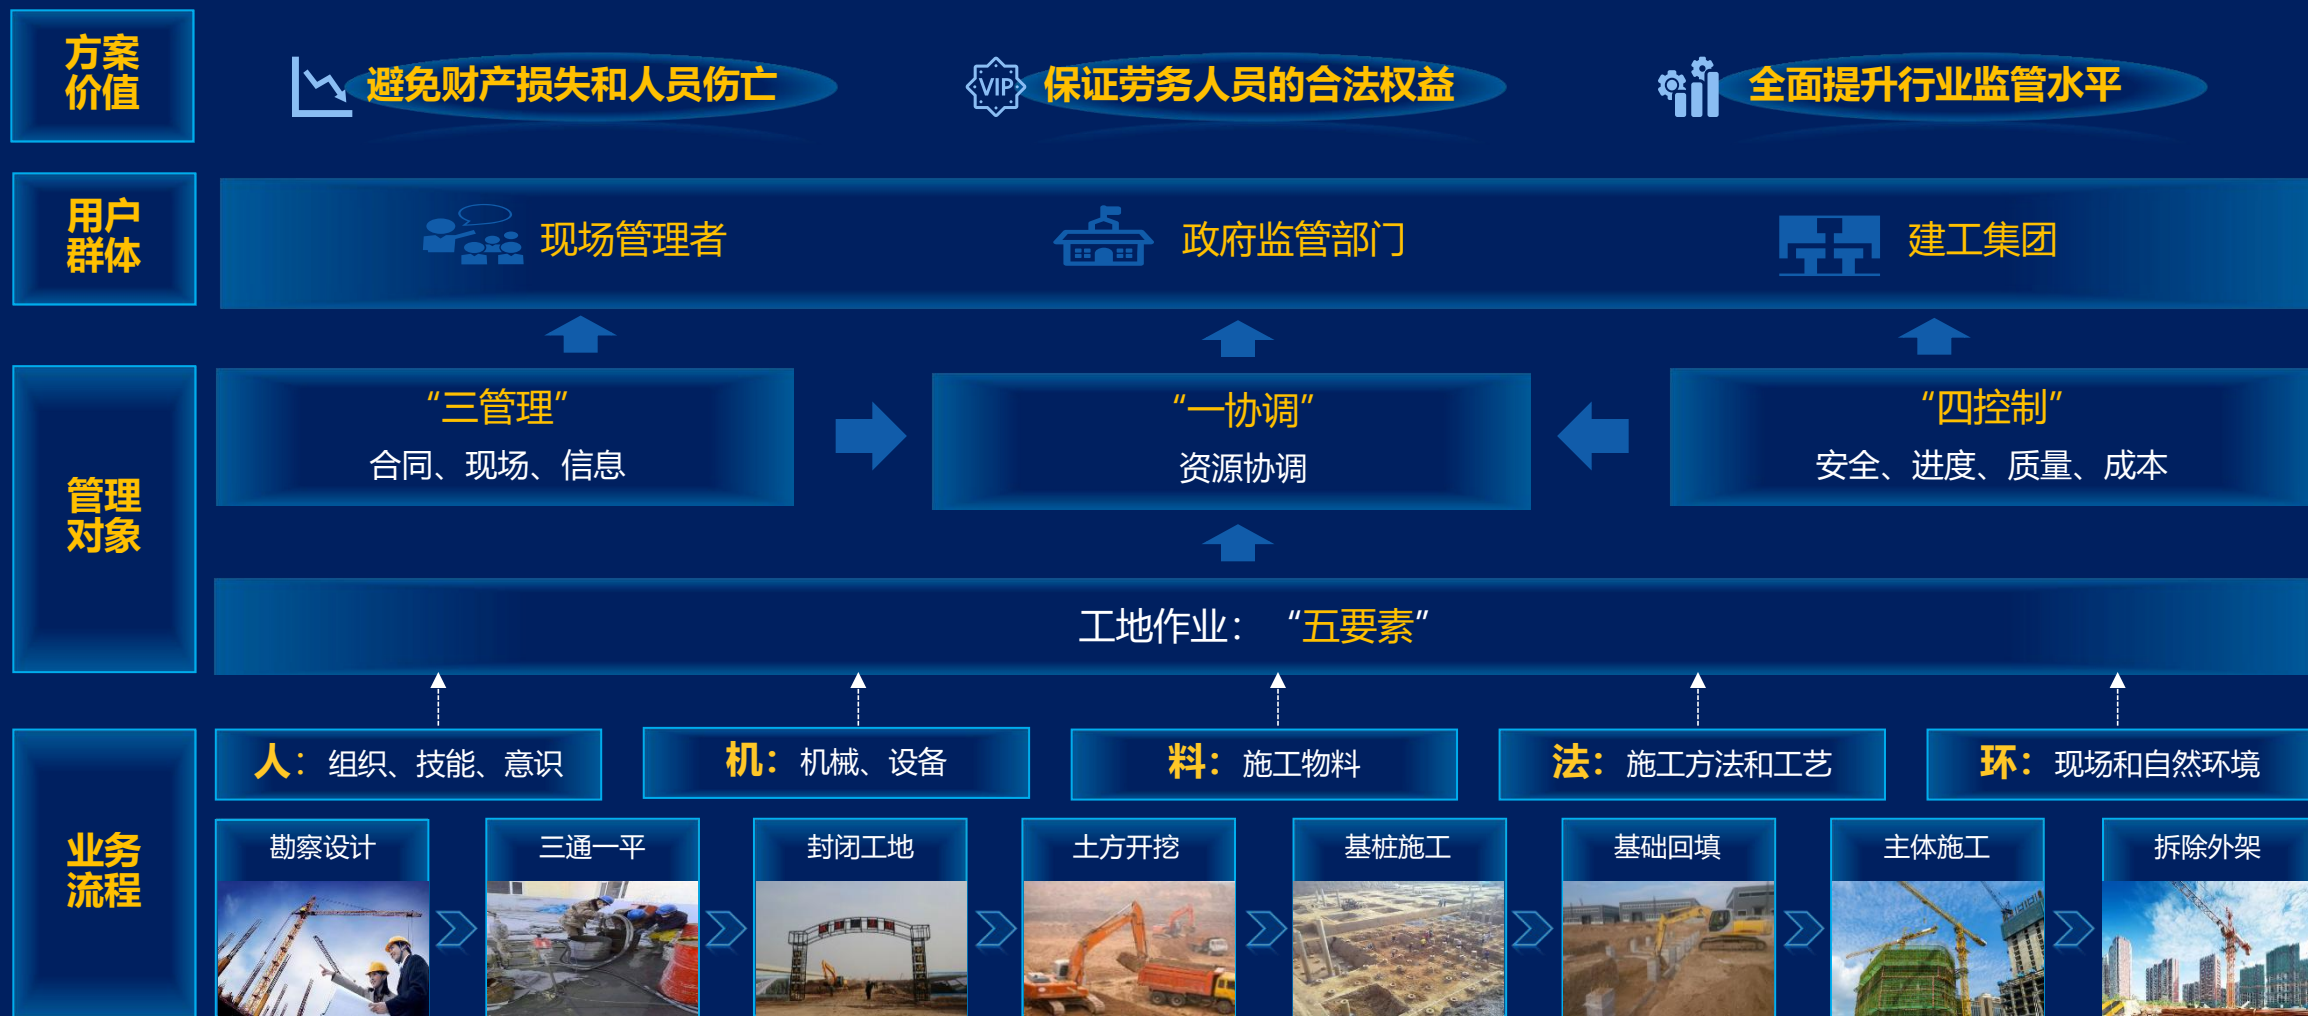 方案
价值
避免财产损失和人员伤亡
VIP
保证劳务人员的合法权益
全面提升行业监管水平
用户
群体
现场管理者
政府监管部门
建工集团
管理
对象
“三管理”
合同、现场、信息
“一协调”
资源协调
“四控制”
安全、进度、质量、成本
工地作业：“五要素”
业务
流程
人：组织、技能、意识
机：机械、设备
料：施工物料
法：施工方法和工艺
环：现场和自然环境
勘察设计
三通一平
封闭工地
土方开挖
基桩施工
基础回填
主体施工
拆除外架